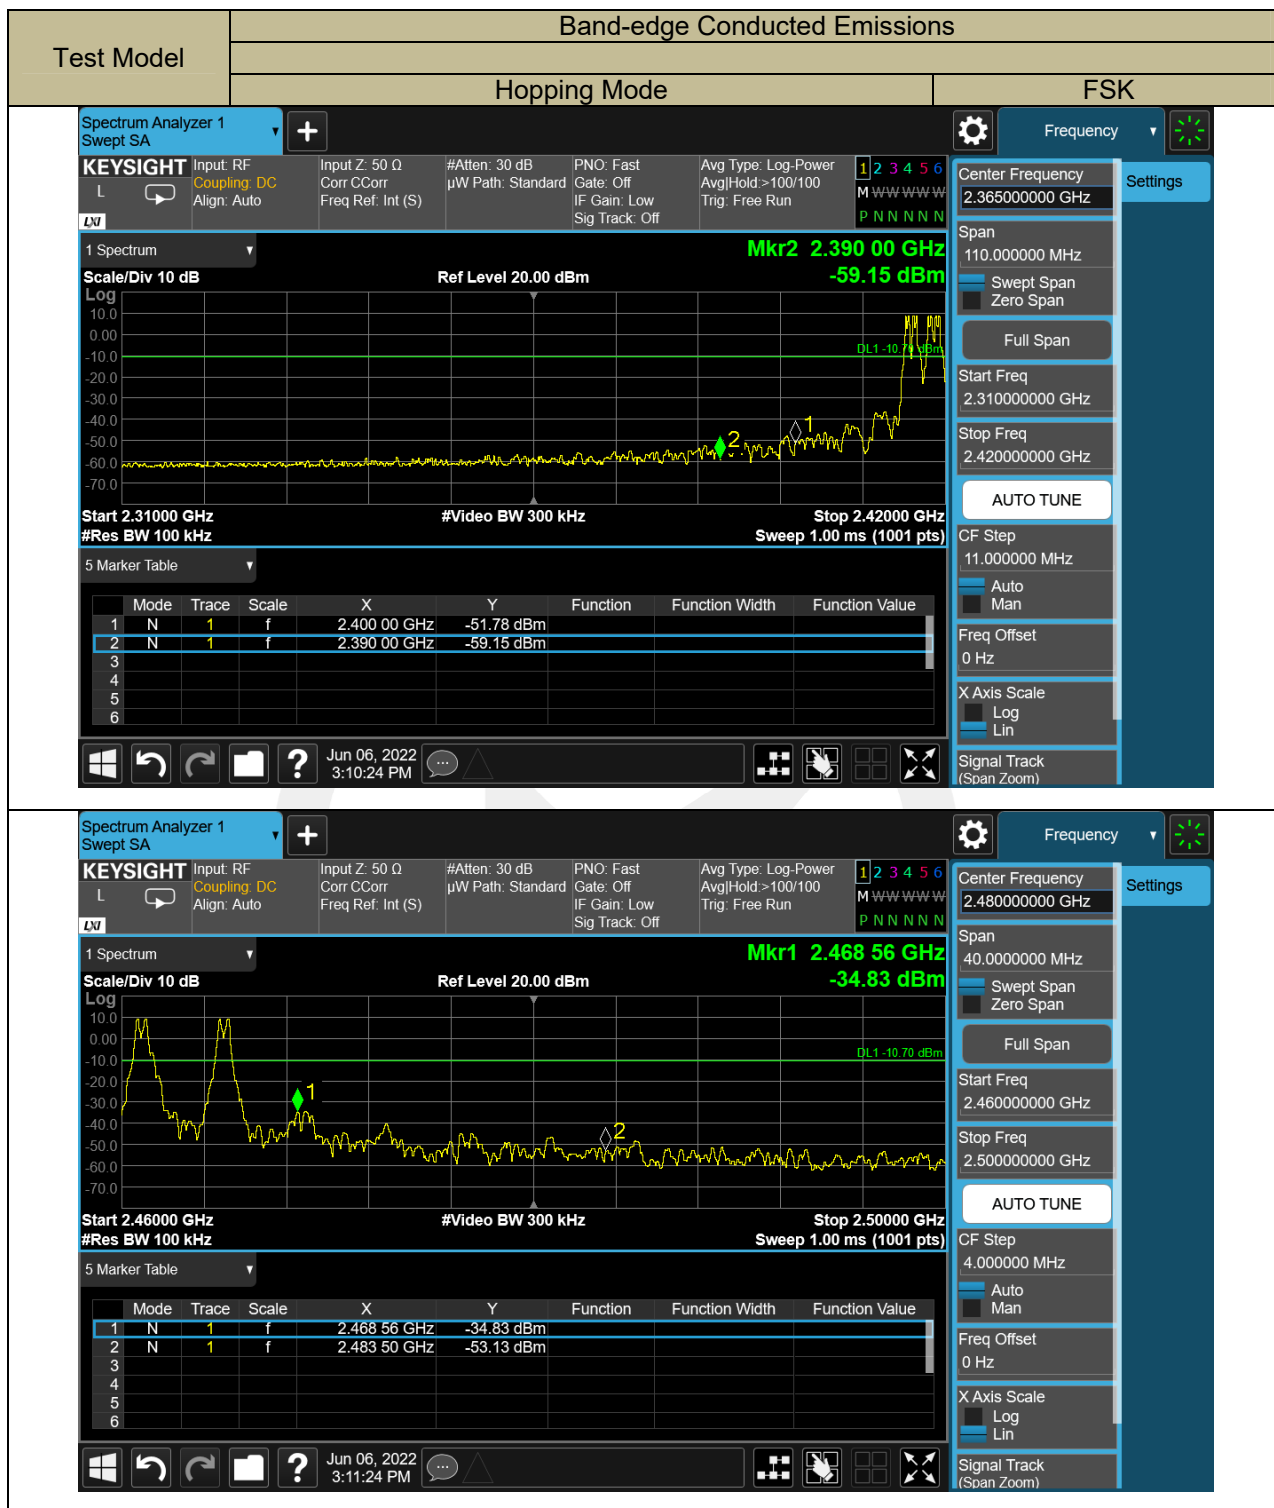 Test Model
Band-edge Conducted Emissions
Hopping Mode
FSK
Spectrum Analyzer 1
Swept SA
+
Frequency
KEYSIGHT
L
LXI
Input: RF
Coupling: DC
Align: Auto
Input Z: 50 Ω
Corr CCorr
Freq Ref: Int (S)
#Atten: 30 dB
µW Path: Standard
PNO: Fast
Gate: Off
IF Gain: Low
Sig Track: Off
Avg Type: Log-Power
Avg|Hold:>100/100
Trig: Free Run
1 2 3 4 5 6
M W W W W W
P N N N N N
1 Spectrum
Scale/Div 10 dB
Ref Level 20.00 dBm
Mkr2 2.390 00 GHz
-59.15 dBm
Log
10.0
0.00
-10.0
-20.0
-30.0
-40.0
-50.0
-60.0
-70.0
DL1 -10.70 dBm
1
2
Start 2.31000 GHz
#Video BW 300 kHz
Stop 2.42000 GHz
#Res BW 100 kHz
Sweep 1.00 ms (1001 pts)
5 Marker Table
Mode Trace Scale X Y Function Function Width Function Value
1 N 1 f 2.400 00 GHz -51.78 dBm
2 N 1 f 2.390 00 GHz -59.15 dBm
3
4
5
6
?
Jun 06, 2022
3:10:24 PM
Center Frequency
2.365000000 GHz
Settings
Span
110.000000 MHz
Swept Span
Zero Span
Full Span
Start Freq
2.310000000 GHz
Stop Freq
2.420000000 GHz
AUTO TUNE
CF Step
11.000000 MHz
Auto
Man
Freq Offset
0 Hz
X Axis Scale
Log
Lin
Signal Track
(Span Zoom)
Spectrum Analyzer 1
Swept SA
+
Frequency
KEYSIGHT
L
LXI
Input: RF
Coupling: DC
Align: Auto
Input Z: 50 Ω
Corr CCorr
Freq Ref: Int (S)
#Atten: 30 dB
µW Path: Standard
PNO: Fast
Gate: Off
IF Gain: Low
Sig Track: Off
Avg Type: Log-Power
Avg|Hold:>100/100
Trig: Free Run
1 2 3 4 5 6
M W W W W W
P N N N N N
1 Spectrum
Scale/Div 10 dB
Ref Level 20.00 dBm
Mkr1 2.468 56 GHz
-34.83 dBm
Log
10.0
0.00
-10.0
-20.0
-30.0
-40.0
-50.0
-60.0
-70.0
DL1 -10.70 dBm
1
2
Start 2.46000 GHz
#Video BW 300 kHz
Stop 2.50000 GHz
#Res BW 100 kHz
Sweep 1.00 ms (1001 pts)
5 Marker Table
Mode Trace Scale X Y Function Function Width Function Value
1 N 1 f 2.468 56 GHz -34.83 dBm
2 N 1 f 2.483 50 GHz -53.13 dBm
3
4
5
6
?
Jun 06, 2022
3:11:24 PM
Center Frequency
2.480000000 GHz
Settings
Span
40.0000000 MHz
Swept Span
Zero Span
Full Span
Start Freq
2.460000000 GHz
Stop Freq
2.500000000 GHz
AUTO TUNE
CF Step
4.000000 MHz
Auto
Man
Freq Offset
0 Hz
X Axis Scale
Log
Lin
Signal Track
(Span Zoom)